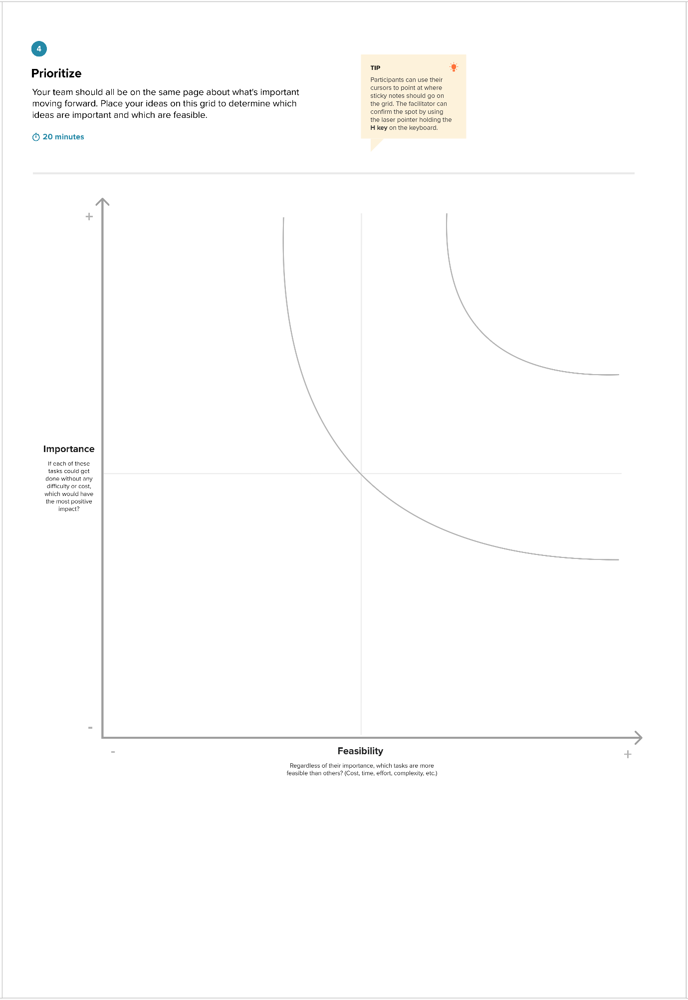 4
Prioritize
Your team should all be on the same page about what's important
moving forward. Place your ideas on this grid to determine which
ideas are important and which are feasible.
20 minutes
TIP
Participants can use their
cursors to point at where
sticky notes should go on
the grid. The facilitator can
confirm the spot by using
the laser pointer holding the
H key on the keyboard.
+
Importance
If each of these
tasks could get
done without any
difficulty or cost,
which would have
the most positive
impact?
-
-
Feasibility
+
Regardless of their importance, which tasks are more
feasible than others? (Cost, time, effort, complexity, etc.)